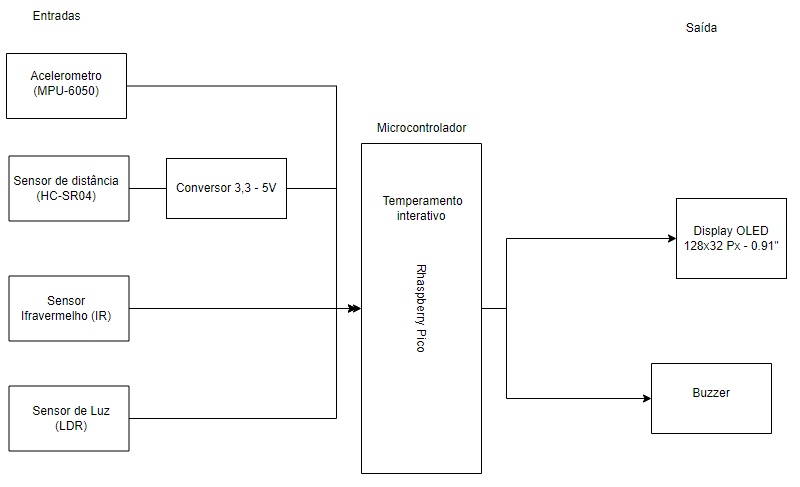 Entradas
Saída
Acelerometro
(MPU-6050)
Microcontrolador
Sensor de distância
(HC-SR04)
Conversor 3,3 - 5V
Temperamento
interativo
Display OLED
128x32 Px - 0.91"
Rhaspberry Pico
Sensor
Ifravermelho (IR)
Sensor de Luz
(LDR)
Buzzer